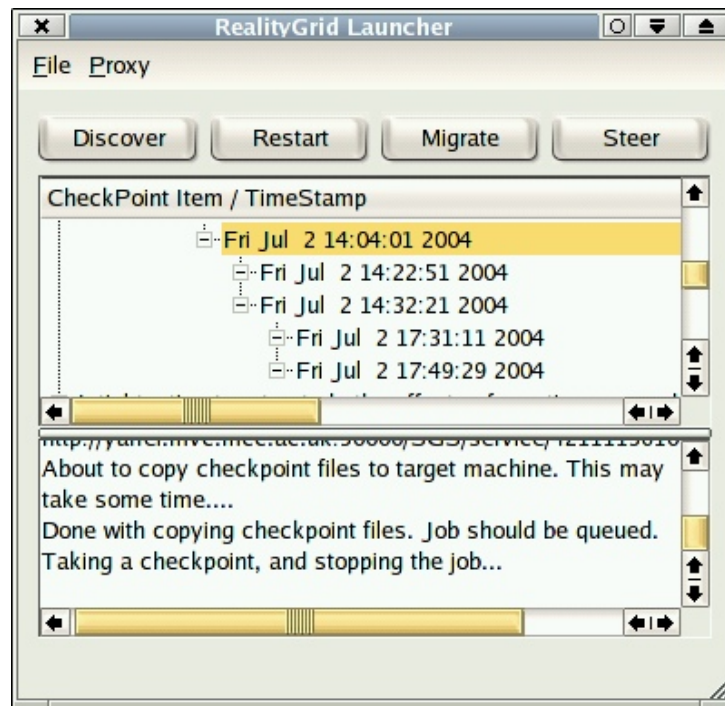 RealityGrid Launcher
File Proxy
Discover Restart Migrate Steer
CheckPoint Item / TimeStamp
Fri Jul 2 14:04:01 2004
Fri Jul 2 14:22:51 2004
Fri Jul 2 14:32:21 2004
Fri Jul 2 17:31:11 2004
Fri Jul 2 17:49:29 2004
About to copy checkpoint files to target machine. This may
take some time....
Done with copying checkpoint files. Job should be queued.
Taking a checkpoint, and stopping the job...